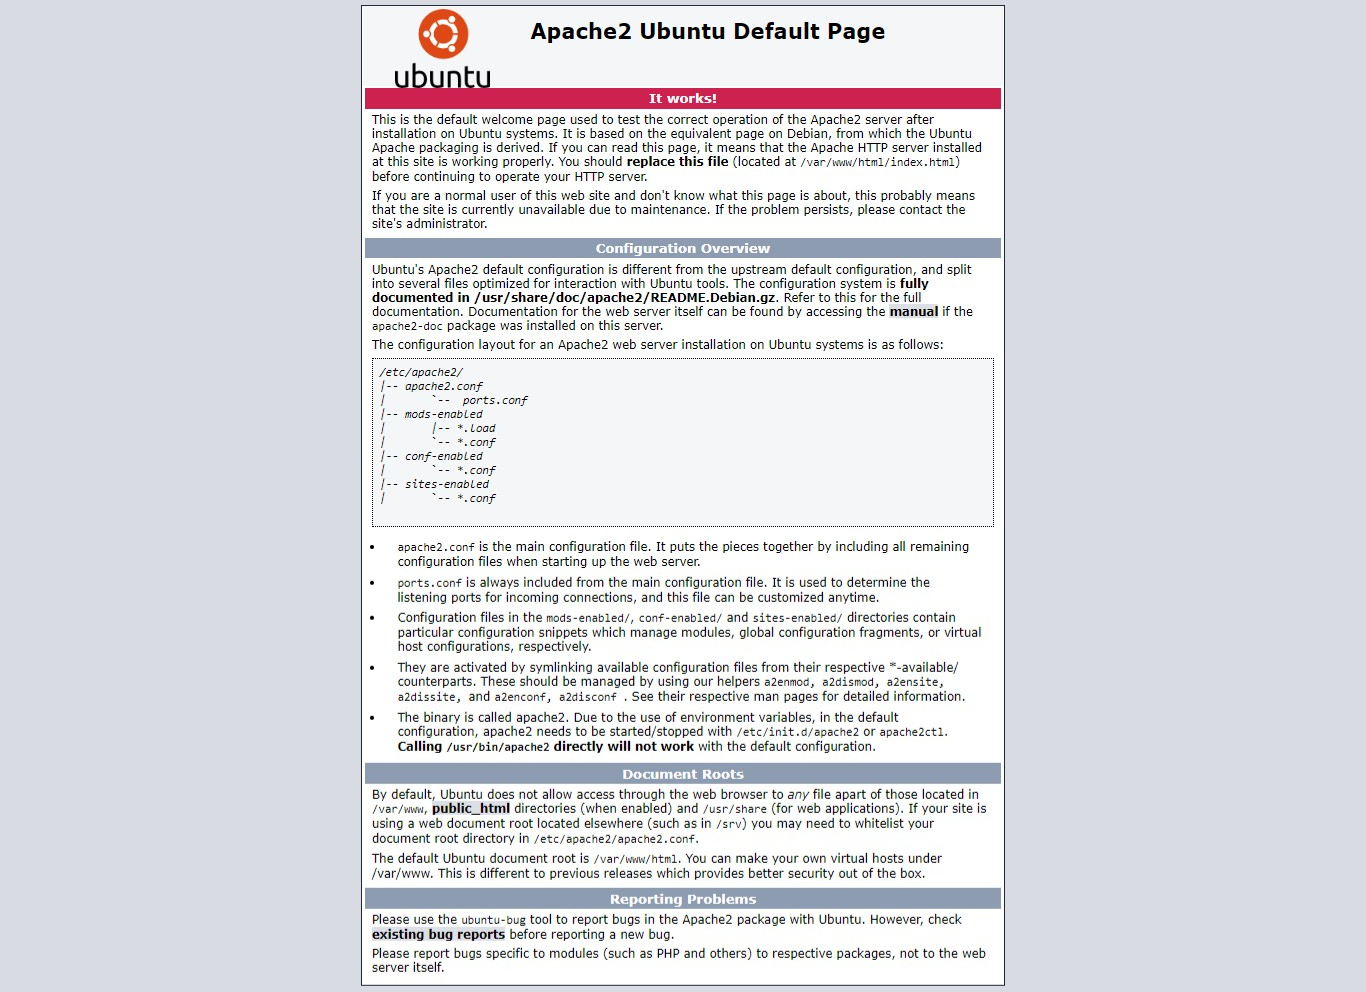 ubuntu
Apache2 Ubuntu Default Page
It works!
This is the default welcome page used to test the correct operation of the Apache2 server after
installation on Ubuntu systems. It is based on the equivalent page on Debian, from which the Ubuntu
Apache packaging is derived. If you can read this page, it means that the Apache HTTP server installed
at this site is working properly. You should replace this file (located at /var/www/html/index.html)
before continuing to operate your HTTP server.
If you are a normal user of this web site and don't know what this page is about, this probably means
that the site is currently unavailable due to maintenance. If the problem persists, please contact the
site's administrator.
Configuration Overview
Ubuntu's Apache2 default configuration is different from the upstream default configuration, and split
into several files optimized for interaction with Ubuntu tools. The configuration system is fully
documented in /usr/share/doc/apache2/README.Debian.gz. Refer to this for the full
documentation. Documentation for the web server itself can be found by accessing the manual if the
apache2-doc package was installed on this server.
The configuration layout for an Apache2 web server installation on Ubuntu systems is as follows:
/etc/apache2/
|-- apache2.conf
|       `--  ports.conf
|-- mods-enabled
|       |-- *.load
|       `-- *.conf
|-- conf-enabled
|       `-- *.conf
|-- sites-enabled
|       `-- *.conf
• apache2.conf is the main configuration file. It puts the pieces together by including all remaining
configuration files when starting up the web server.
• ports.conf is always included from the main configuration file. It is used to determine the
listening ports for incoming connections, and this file can be customized anytime.
• Configuration files in the mods-enabled/, conf-enabled/ and sites-enabled/ directories contain
particular configuration snippets which manage modules, global configuration fragments, or virtual
host configurations, respectively.
• They are activated by symlinking available configuration files from their respective *-available/
counterparts. These should be managed by using our helpers a2enmod, a2dismod, a2ensite,
a2dissite, and a2enconf, a2disconf . See their respective man pages for detailed information.
• The binary is called apache2. Due to the use of environment variables, in the default
configuration, apache2 needs to be started/stopped with /etc/init.d/apache2 or apache2ctl.
Calling /usr/bin/apache2 directly will not work with the default configuration.
Document Roots
By default, Ubuntu does not allow access through the web browser to any file apart of those located in
/var/www, public_html directories (when enabled) and /usr/share (for web applications). If your site is
using a web document root located elsewhere (such as in /srv) you may need to whitelist your
document root directory in /etc/apache2/apache2.conf.
The default Ubuntu document root is /var/www/html. You can make your own virtual hosts under
/var/www. This is different to previous releases which provides better security out of the box.
Reporting Problems
Please use the ubuntu-bug tool to report bugs in the Apache2 package with Ubuntu. However, check
existing bug reports before reporting a new bug.
Please report bugs specific to modules (such as PHP and others) to respective packages, not to the web
server itself.